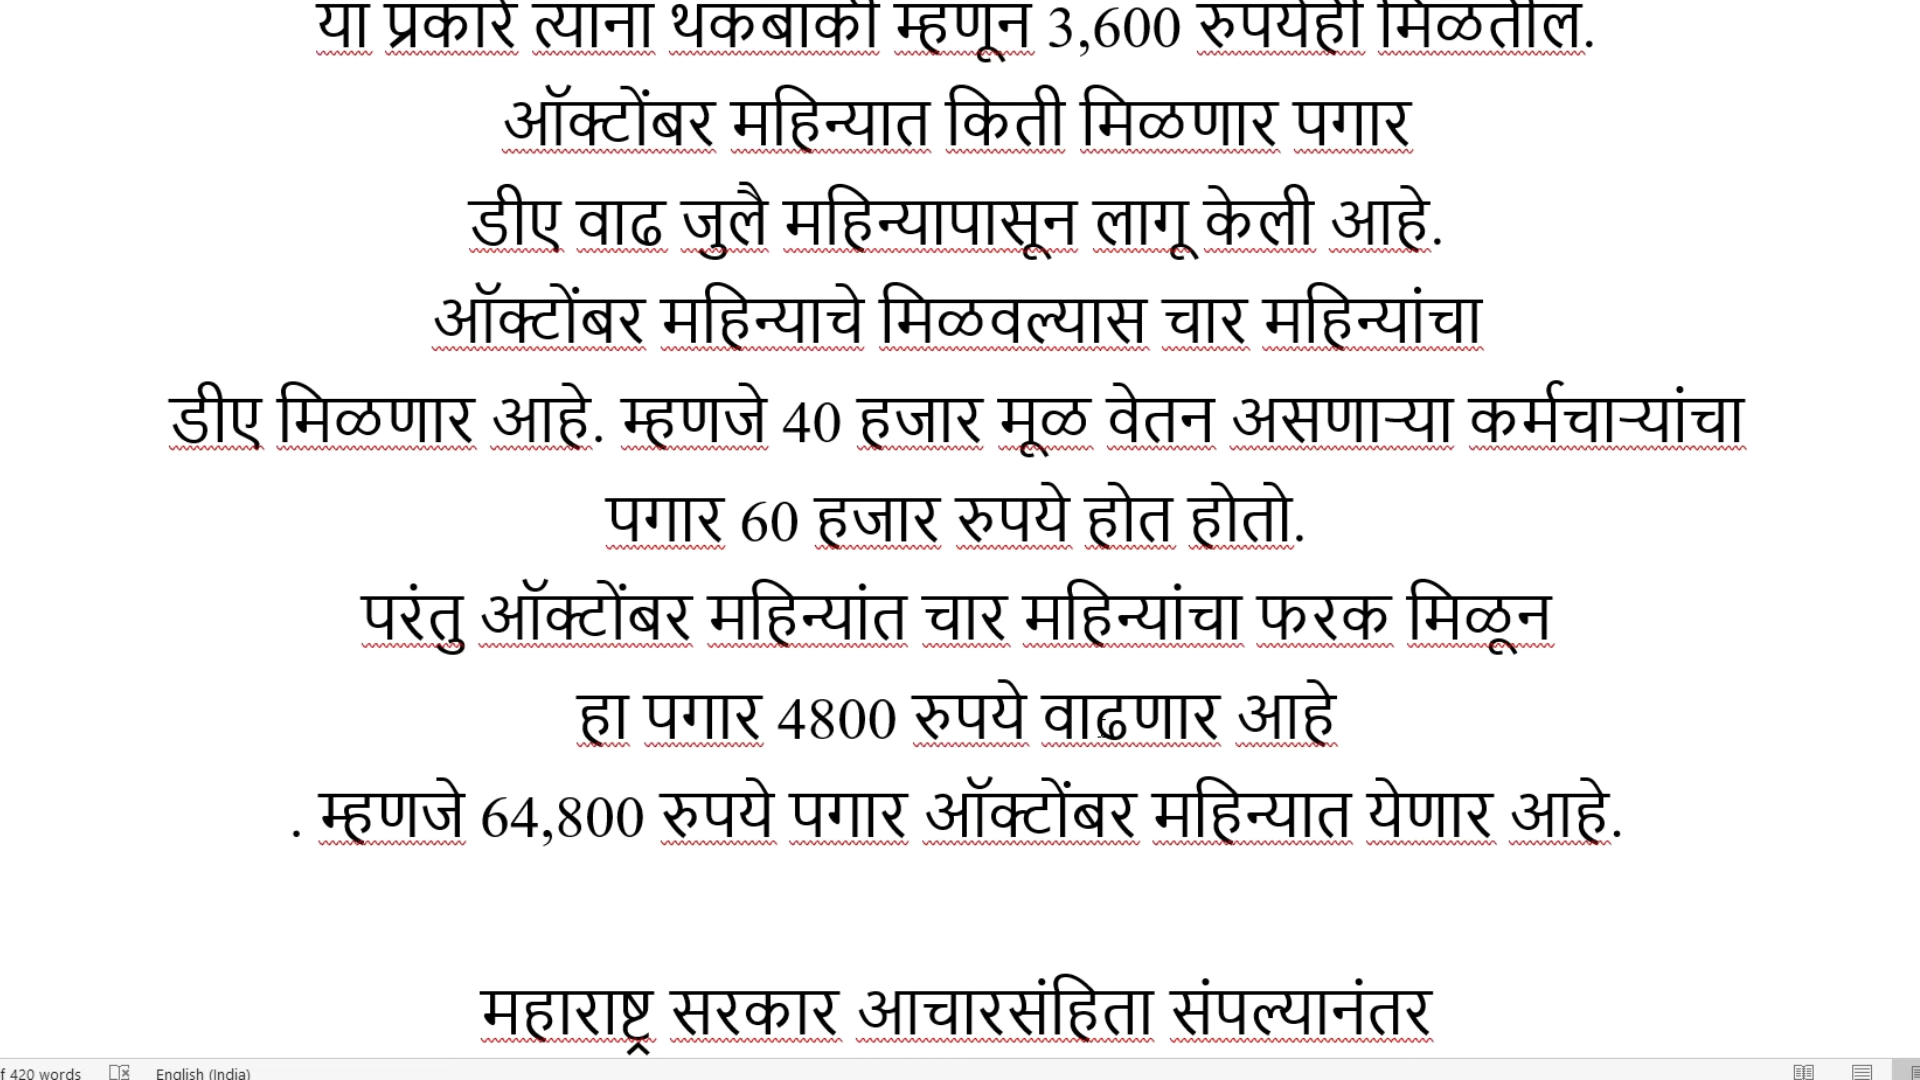 या प्रकारे त्यांना थकबाकी म्हणून 3,600 रुपयेही मिळतील.
ऑक्टोंबर महिन्यात किती मिळणार पगार
डीए वाढ जुलै महिन्यापासून लागू केली आहे.
ऑक्टोंबर महिन्याचे मिळवल्यास चार महिन्यांचा
डीए मिळणार आहे. म्हणजे 40 हजार मूळ वेतन असणाऱ्या कर्मचाऱ्यांचा
पगार 60 हजार रुपये होत होतो.
परंतु ऑक्टोंबर महिन्यांत चार महिन्यांचा फरक मिळून
हा पगार 4800 रुपये वाढणार आहे
. म्हणजे 64,800 रुपये पगार ऑक्टोंबर महिन्यात येणार आहे.
महाराष्ट्र सरकार आचारसंहिता संपल्यानंतर
f 420 words English (India)